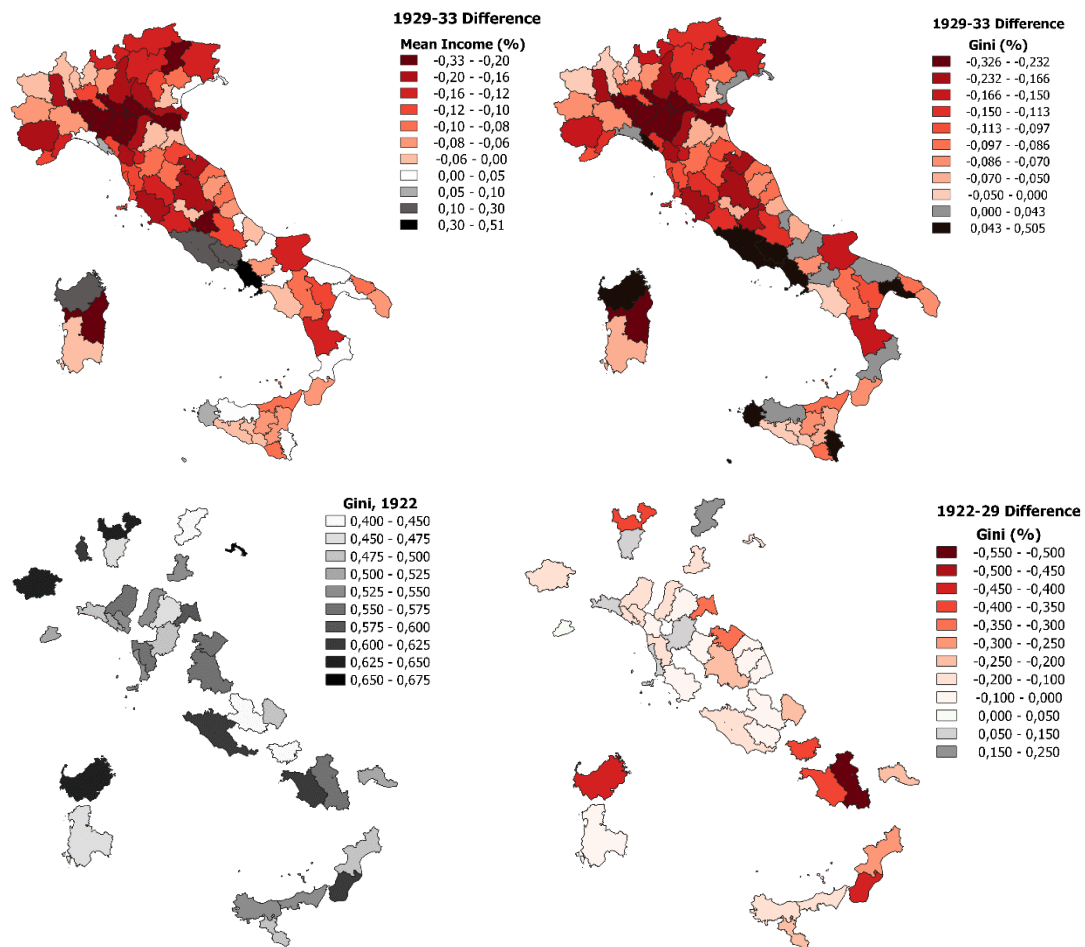 1929-33 Difference
Mean Income (%)
-0,33 - -0,20
-0,20 - -0,16
-0,16 - -0,12
-0,12 - -0,10
-0,10 - -0,08
-0,08 - -0,06
-0,06 - 0,00
0,00 - 0,05
0,05 - 0,10
0,10 - 0,30
0,30 - 0,51
1929-33 Difference
Gini (%)
-0,326 - -0,232
-0,232 - -0,166
-0,166 - -0,150
-0,150 - -0,113
-0,113 - -0,097
-0,097 - -0,086
-0,086 - -0,070
-0,070 - -0,050
-0,050 - -0,000
0,000 - 0,043
0,043 - 0,505
Gini, 1922
0,400 - 0,450
0,450 - 0,475
0,475 - 0,500
0,500 - 0,525
0,525 - 0,550
0,550 - 0,575
0,575 - 0,600
0,600 - 0,625
0,625 - 0,650
0,650 - 0,675
1922-29 Difference
Gini (%)
-0,550 - -0,500
-0,500 - -0,450
-0,450 - -0,400
-0,400 - -0,350
-0,350 - -0,300
-0,300 - -0,250
-0,250 - -0,200
-0,200 - -0,100
-0,100 - 0,000
0,000 - 0,050
0,050 - 0,150
0,150 - 0,250